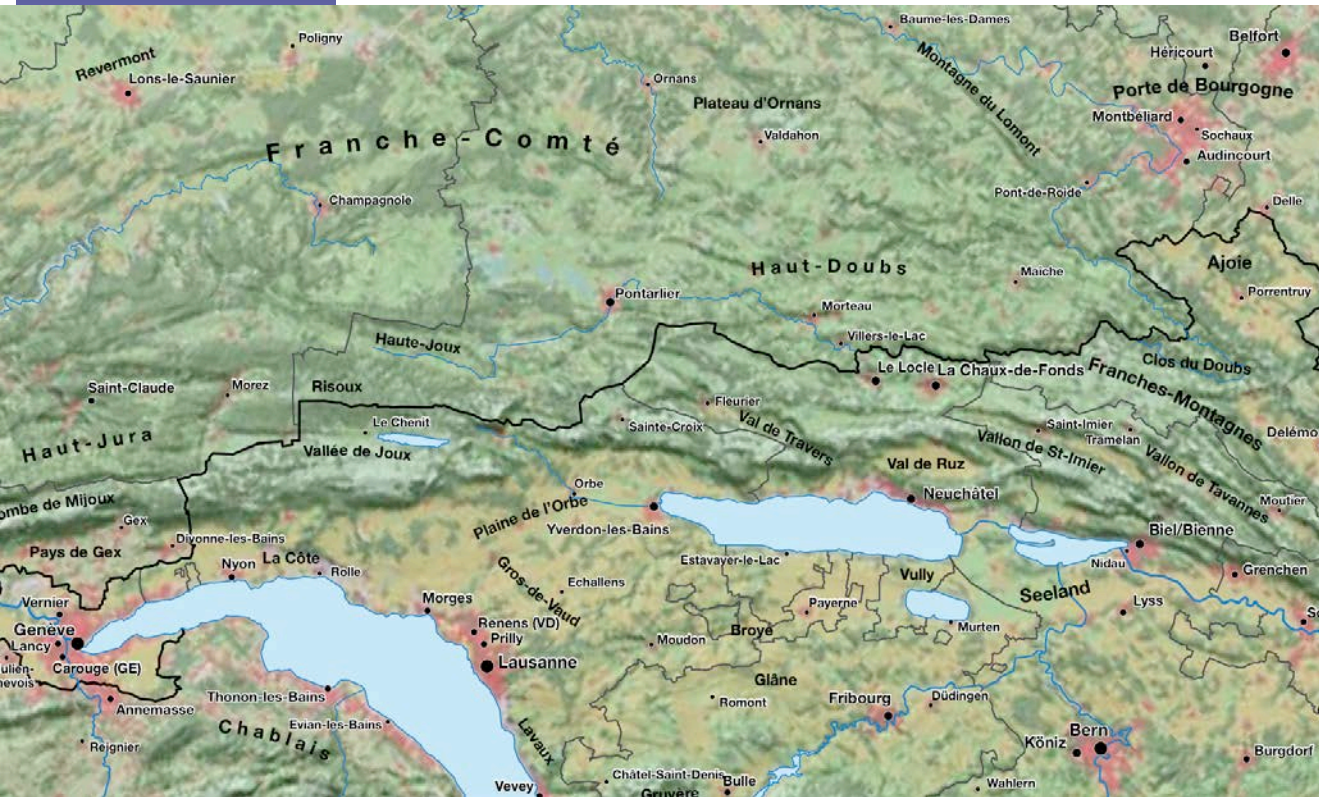 Baume-les-Dames
Belfort
Poligny
Héricourt
Revermont
Lons-le-Saunier
Ornans
Montagne du Lomont
Porte de Bourgogne
Plateau d'Ornans
Montbéliard
Valdahon
Sochaux
Franche-Comté
Audincourt
Pont-de-Roide
Champagnole
Delle
Haut-Doubs
Ajoie
Maiche
Pontarlier
Porrentruy
Morteau
Villers-le-Lac
Haute-Joux
Clos du Doubs
Le Locle
La Chaux-de-Fonds
Franches-Montagnes
Saint-Claude
Morez
Risoux
Fleurier
Le Chenit
Sainte-Croix
Val de Travers
Saint-Imier
Tramelan
Delémo
Haut-Jura
Vallée de Joux
Vallon de St-Imier
Vallon de Tavannes
Val de Ruz
Orbe
Neuchâtel
ombe de Mijoux
Moutier
Plaine de l'Orbe
Gex
Yverdon-les-Bains
Biel/Bienne
Divonne-les-Bains
Pays de Gex
La Côte
Estavayer-le-Lac
Nidau
Nyon
Rolle
Gros-de-Vaud
Echallens
Vully
Grenchen
Seeland
Vernier
Morges
Payerne
Lyss
Genève
Renens (VD)
Broye
Murten
Prilly
Moudon
Lancy
Carouge (GE)
Lausanne
ulien-
nevois
Glâne
Thonon-les-Bains
Romont
Fribourg
Düdingen
Annemasse
Evian-les-Bains
Chablais
Lavaux
Bern
Köniz
Reignier
Burgdorf
Châtel-Saint-Denis
Bulle
Vevey
Wahlern
Gruyère